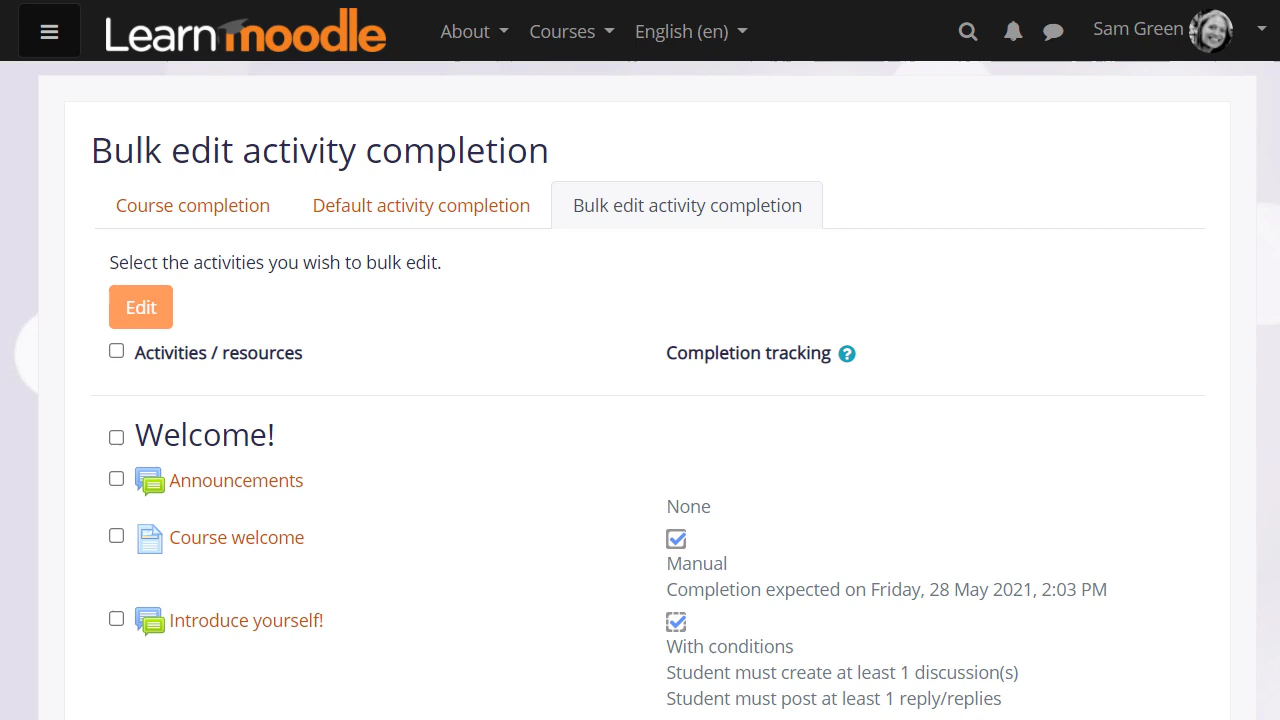 Learn moodle About Courses English (en) Sam Green
Bulk edit activity completion
Course completion Default activity completion Bulk edit activity completion
Select the activities you wish to bulk edit.
Edit
Activities / resources Completion tracking ?
Welcome!
Announcements
None
Course welcome
Manual
Completion expected on Friday, 28 May 2021, 2:03 PM
Introduce yourself!
With conditions
Student must create at least 1 discussion(s)
Student must post at least 1 reply/replies